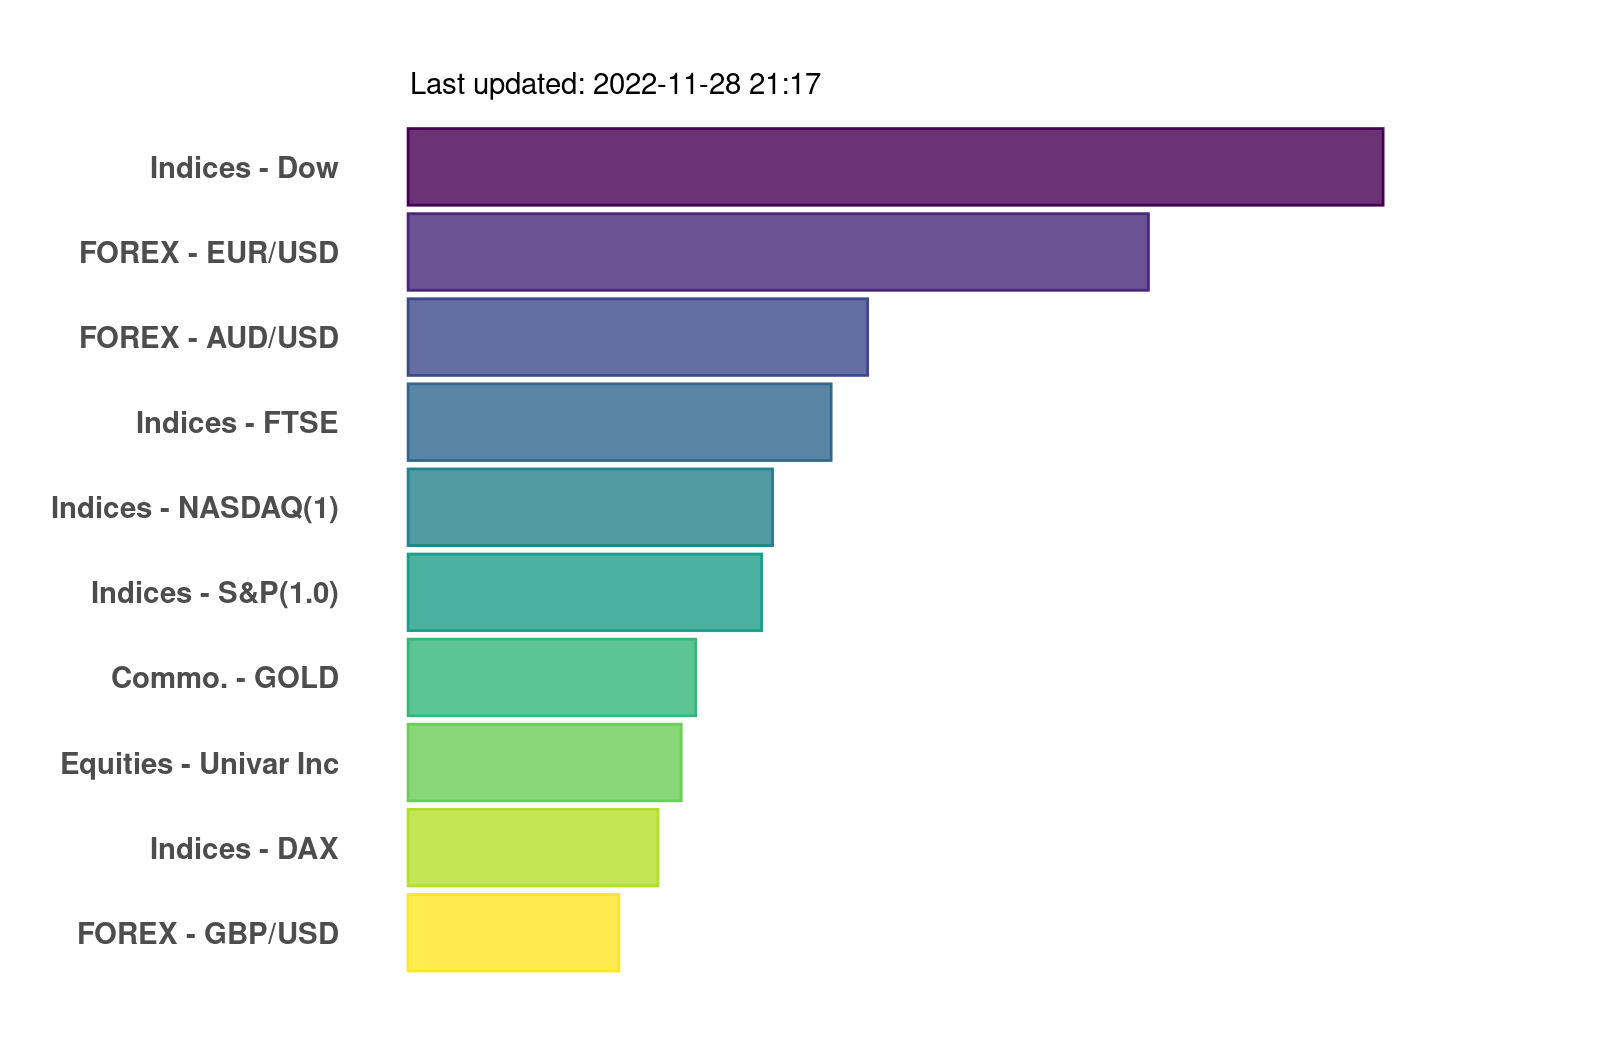 Last updated: 2022-11-28 21:17
Indices - Dow
FOREX - EUR/USD
FOREX - AUD/USD
Indices - FTSE
Indices - NASDAQ(1)
Indices - S&P(1.0)
Commo. - GOLD
Equities - Univar Inc
Indices - DAX
FOREX - GBP/USD